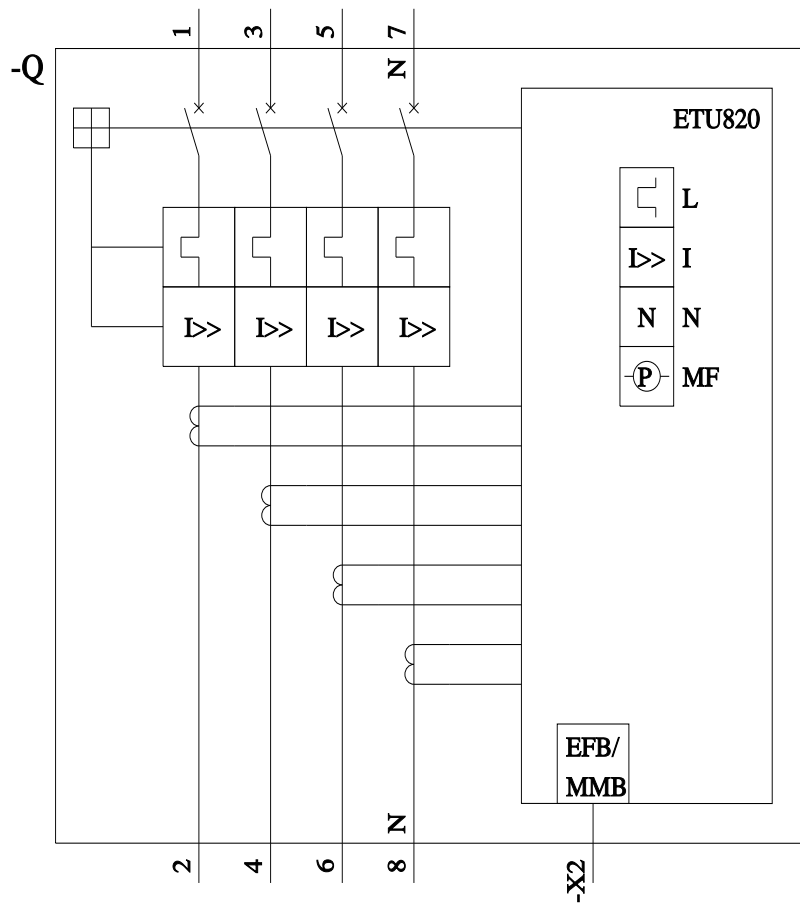 1 3 5 7
-Q
N
ETU820
L
I>> I
N N
P MF
I>> I>> I>> I>>
EFB/
MMB
N
2 4 6 8
-X2